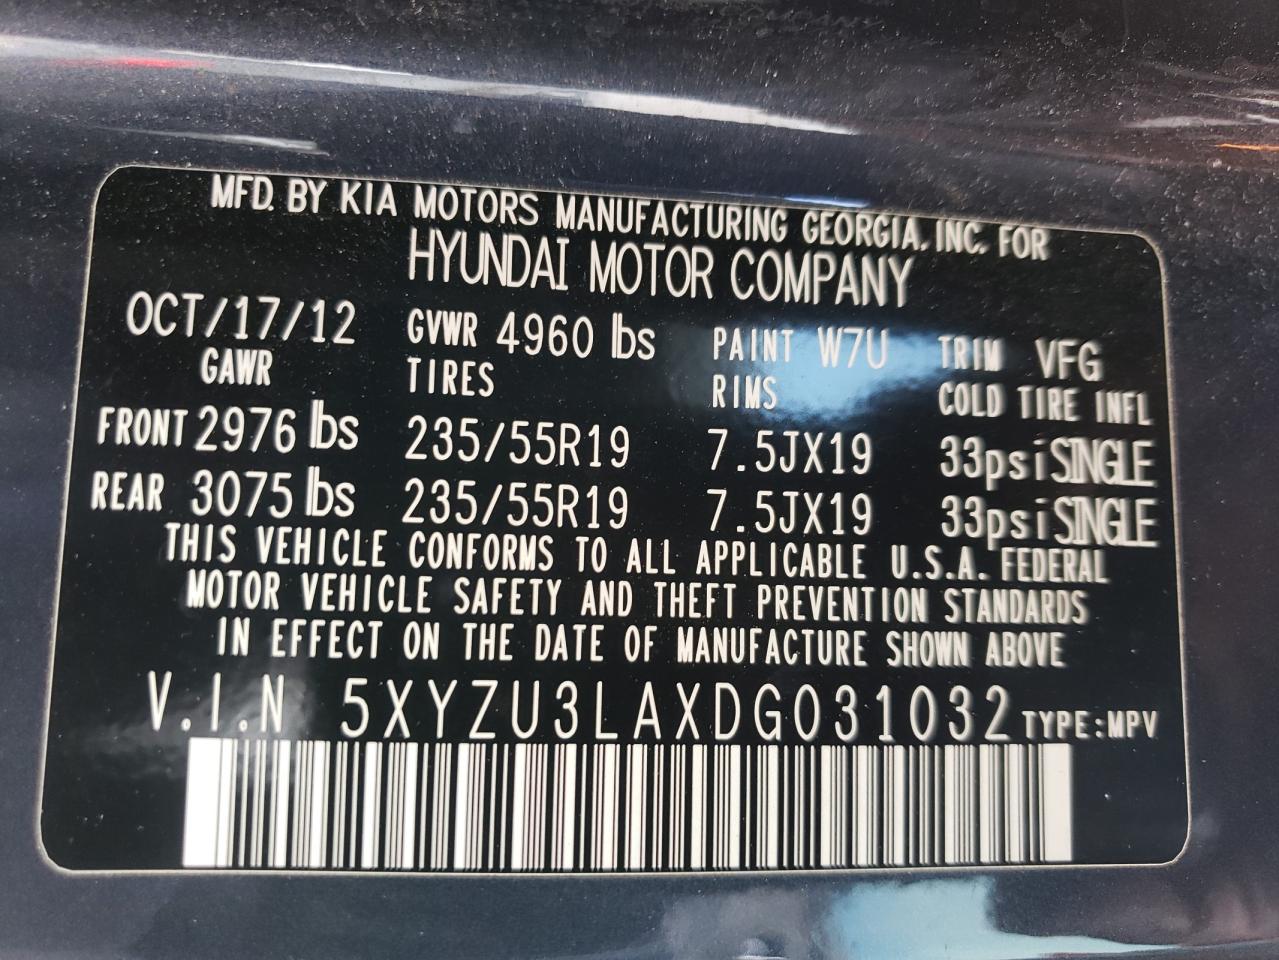 MFD. BY KIA MOTORS MANUFACTURING GEORGIA, INC. FOR
HYUNDAI MOTOR COMPANY
OCT/17/12 GVWR 4960 lbs PAINT W7U TRIM VFG
GAWR TIRES RIMS COLD TIRE INFL
FRONT 2976 lbs 235/55R19 7.5JX19 33psi SINGLE
REAR 3075 lbs 235/55R19 7.5JX19 33psi SINGLE
THIS VEHICLE CONFORMS TO ALL APPLICABLE U.S.A. FEDERAL
MOTOR VEHICLE SAFETY AND THEFT PREVENTION STANDARDS
IN EFFECT ON THE DATE OF MANUFACTURE SHOWN ABOVE
V.I.N 5XYZU3LAXDG031032 TYPE:MPV